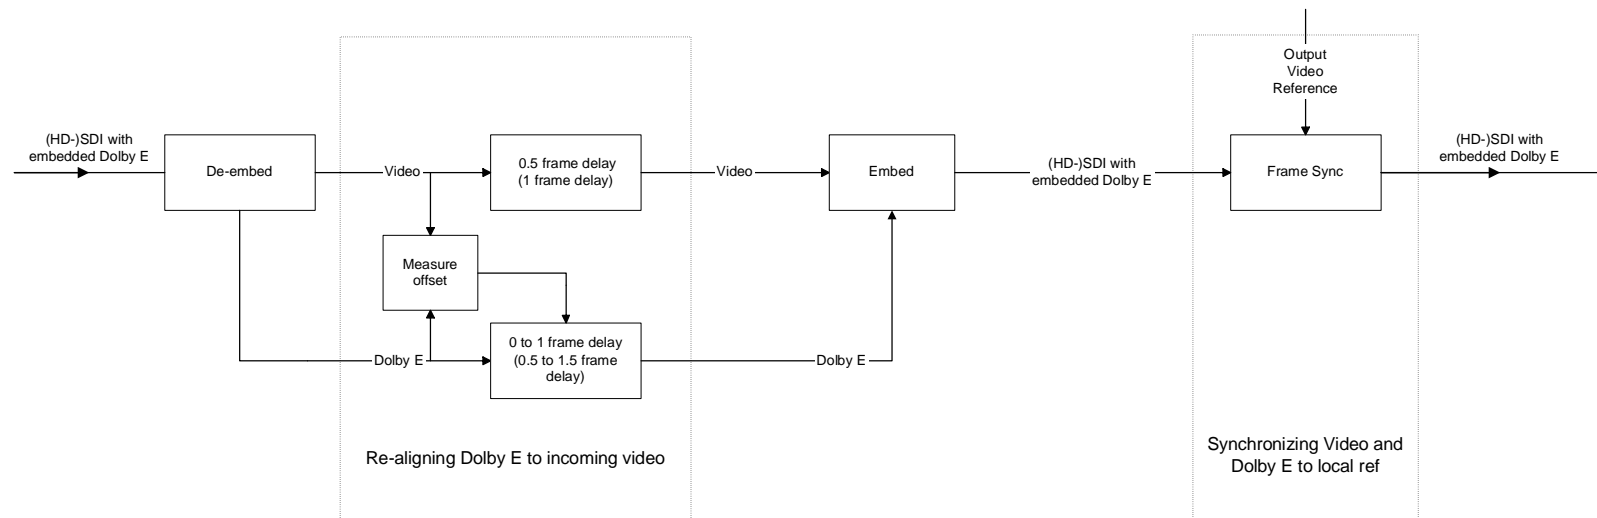 Output
Video
Reference
(HD-)SDI with
embedded Dolby E
De-embed
Video
0.5 frame delay
(1 frame delay)
Video
Embed
(HD-)SDI with
embedded Dolby E
Frame Sync
(HD-)SDI with
embedded Dolby E
Measure
offset
Dolby E
0 to 1 frame delay
(0.5 to 1.5 frame
delay)
Dolby E
Re-aligning Dolby E to incoming video
Synchronizing Video and
Dolby E to local ref